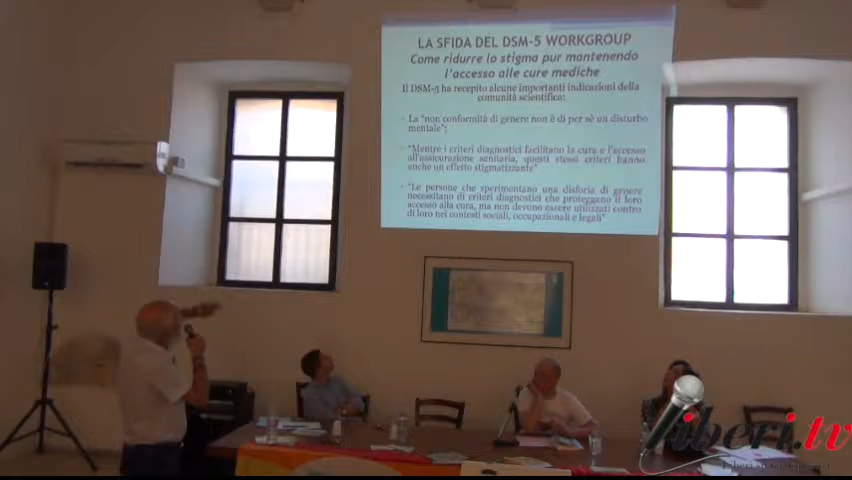 LA SFIDA DEL DSM-5 WORKGROUP
Come ridurre lo stigma pur mantenendo
l'accesso alle cure mediche
Il DSM-5 ha recepito alcune importanti indicazioni della
comunità scientifica:
La "non conformità di genere non è di per sè un disturbo
mentale";
"Mentre i criteri diagnostici facilitano la cura e l'accesso
all'assicurazione sanitaria, questi stessi criteri hanno
anche un effetto stigmatizzante"
"Le persone che sperimentano una disforia di genere
necessitano di criteri diagnostici che proteggano il loro
accesso alla cura, ma non devono essere utilizzati contro
di loro nei contesti sociali, occupazionali e legali"
liberi.tv